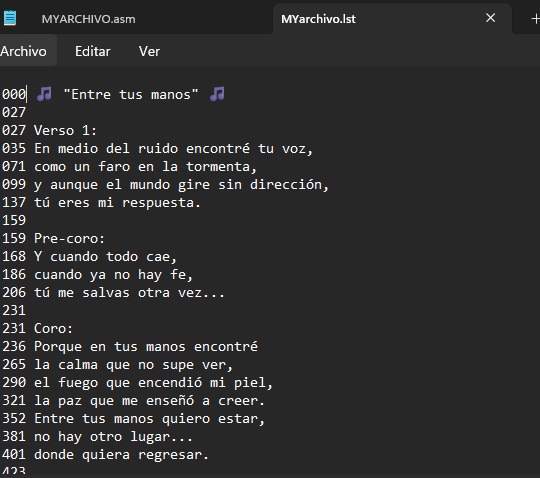 MYARCHIVO.asm
MYarchivo.lst
Archivo Editar Ver
000 🎵 "Entre tus manos" 🎵
027
027 Verso 1:
035 En medio del ruido encontré tu voz,
071 como un faro en la tormenta,
099 y aunque el mundo gire sin dirección,
137 tú eres mi respuesta.
159
159 Pre-coro:
168 Y cuando todo cae,
186 cuando ya no hay fe,
206 tú me salvas otra vez...
231
231 Coro:
236 Porque en tus manos encontré
265 la calma que no supe ver,
290 el fuego que encendió mi piel,
321 la paz que me enseñó a creer.
352 Entre tus manos quiero estar,
381 no hay otro lugar...
401 donde quiera regresar.
423